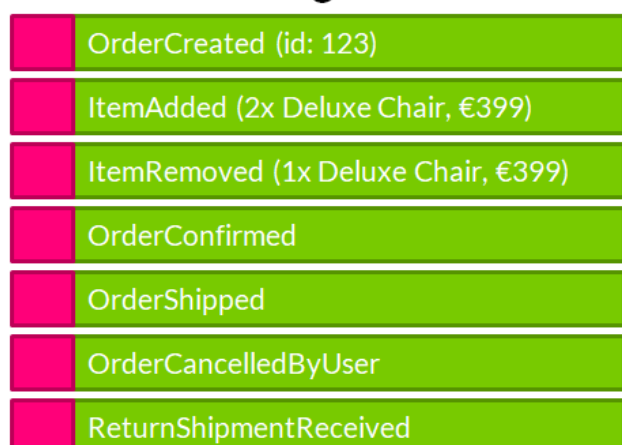 OrderCreated (id: 123)
ItemAdded (2x Deluxe Chair, €399)
ItemRemoved (1x Deluxe Chair, €399)
OrderConfirmed
OrderShipped
OrderCancelledByUser
ReturnShipmentReceived